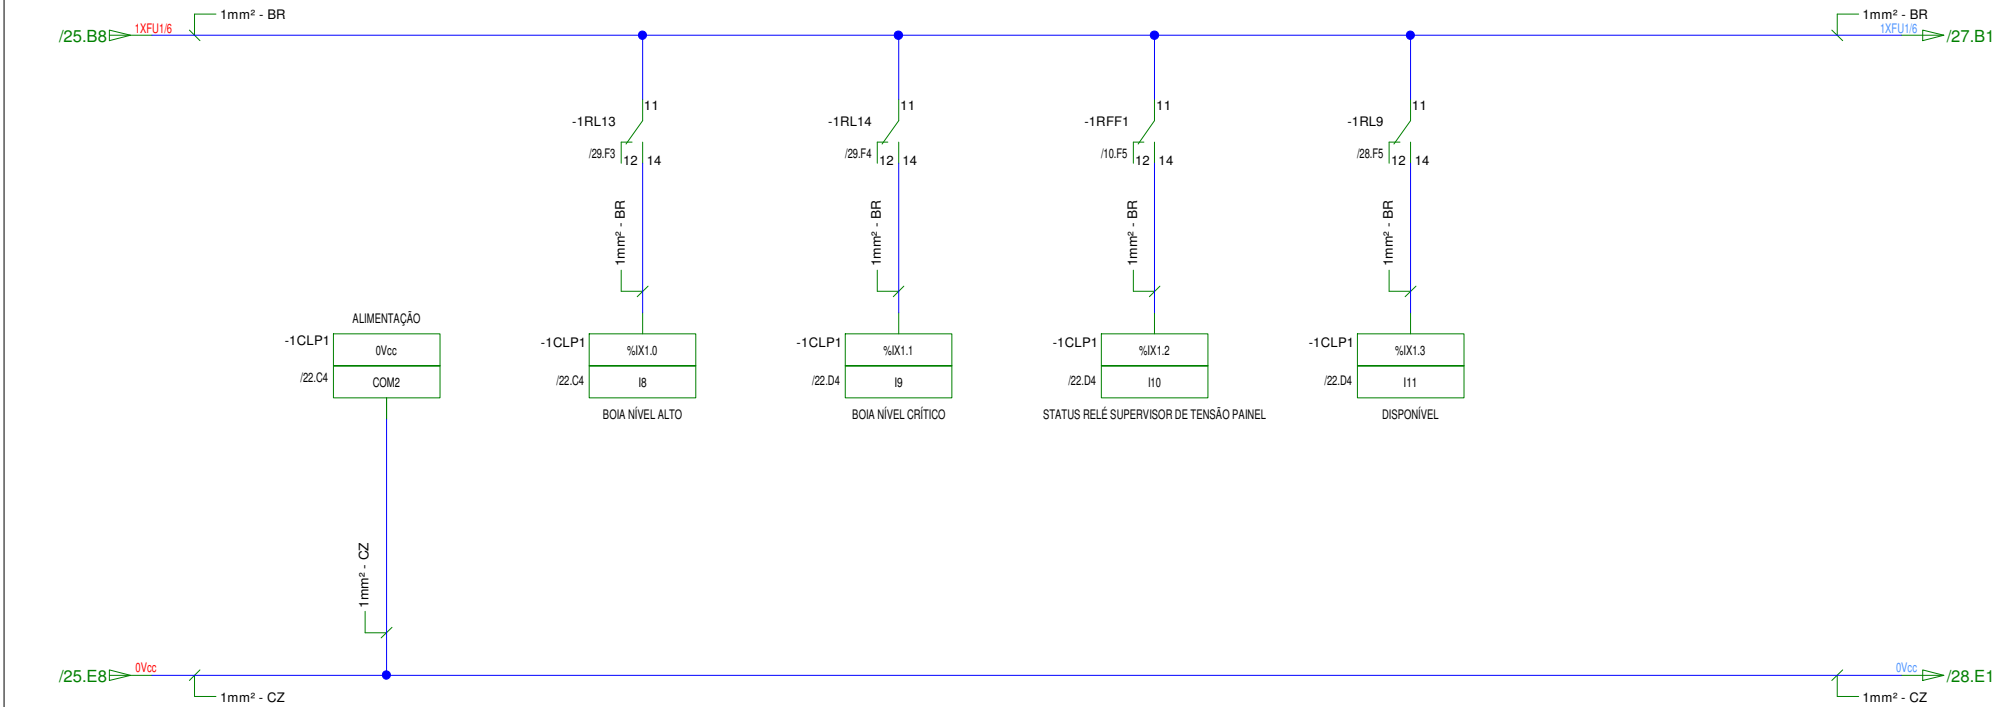 1mm² - BR
1mm² - BR
/25.B8
1XFU1/6
1XFU1/6
/27.B1
11
11
11
11
-1RL13
-1RL14
-1RFF1
-1RL9
/29.F3
12
14
/29.F4
12
14
/10.F5
12
14
/28.F5
12
14
1mm² - BR
1mm² - BR
1mm² - BR
1mm² - BR
ALIMENTAÇÃO
-1CLP1
0Vcc
-1CLP1
%IX1.0
-1CLP1
%IX1.1
-1CLP1
%IX1.2
-1CLP1
%IX1.3
/22.C4
COM2
/22.C4
I8
/22.D4
I9
/22.D4
I10
/22.D4
I11
BOIA NÍVEL ALTO
BOIA NÍVEL CRÍTICO
STATUS RELÉ SUPERVISOR DE TENSÃO PAINEL
DISPONÍVEL
1mm² - CZ
/25.E8
0Vcc
0Vcc
/28.E1
1mm² - CZ
1mm² - CZ